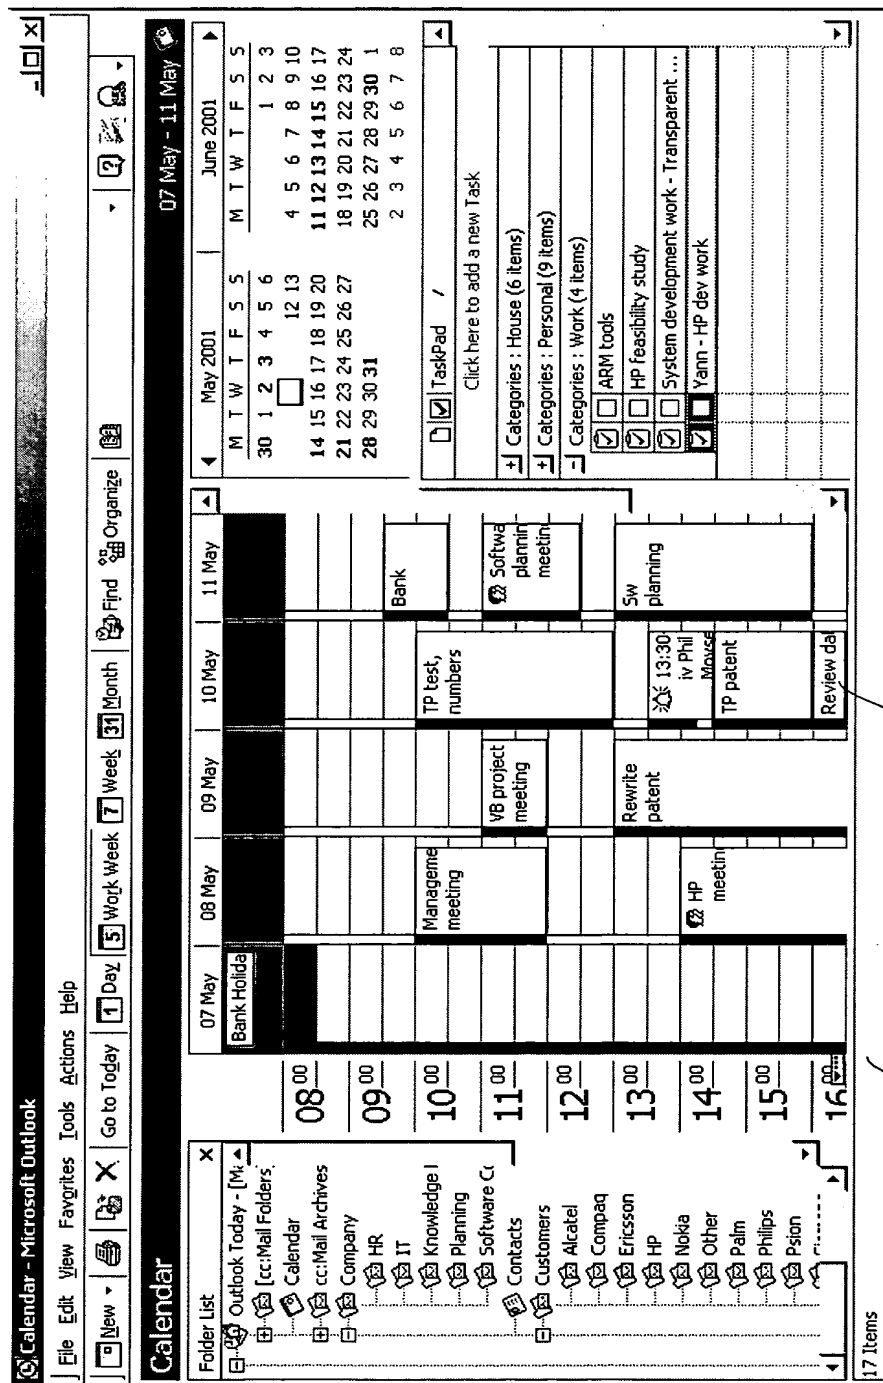 Calendar - Microsoft Outlook
File Edit View Favorites Tools Actions Help
New Go to Today 1 Day 5 Work Week 7 Week 31 Month Find Organize
Calendar 07 May - 11 May
Folder List
Outlook Today - [M
[cc:Mail Folders]
Calendar
cc:Mail Archives
Company
HR
IT
Knowledge
Planning
Software
Contacts
Customers
Alcatel
Compaq
Ericsson
HP
Nokia
Other
Palm
Philips
Psion
07 May 08 May 09 May 10 May 11 May
Bank Holida
08 00
09 00
10 00
11 00
12 00
13 00
14 00
15 00
16
Manageme
meeting
HP
meeting
VB project
meeting
Rewrite
patent
TP test,
numbers
13:30
iv Phil
TP patent
Review dat
Bank
Softwa
plannin
meetin
Sw
planning
May 2001
M T W T F S S
30 1 2 3 4 5 6
12 13
14 15 16 17 18 19 20
21 22 23 24 25 26 27
28 29 30 31
June 2001
M T W T F S S
1 2 3
4 5 6 7 8 9 10
11 12 13 14 15 16 17
18 19 20 21 22 23 24
25 26 27 28 29 30 1
2 3 4 5 6 7 8
TaskPad
Click here to add a new Task
Categories : House (6 items)
Categories : Personal (9 items)
Categories : Work (4 items)
ARM tools
HP feasibility study
System development work - Transparent ...
Yann - HP dev work
17 Items